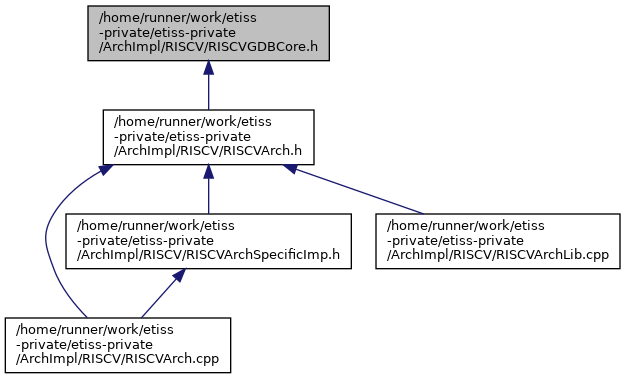 /home/runner/work/etiss
-private/etiss-private
/ArchImpl/RISCV/RISCVGDBCore.h
/home/runner/work/etiss
-private/etiss-private
/ArchImpl/RISCV/RISCVArch.h
/home/runner/work/etiss
-private/etiss-private
/ArchImpl/RISCV/RISCVArchSpecificImp.h
/home/runner/work/etiss
-private/etiss-private
/ArchImpl/RISCV/RISCVArchLib.cpp
/home/runner/work/etiss
-private/etiss-private
/ArchImpl/RISCV/RISCVArch.cpp